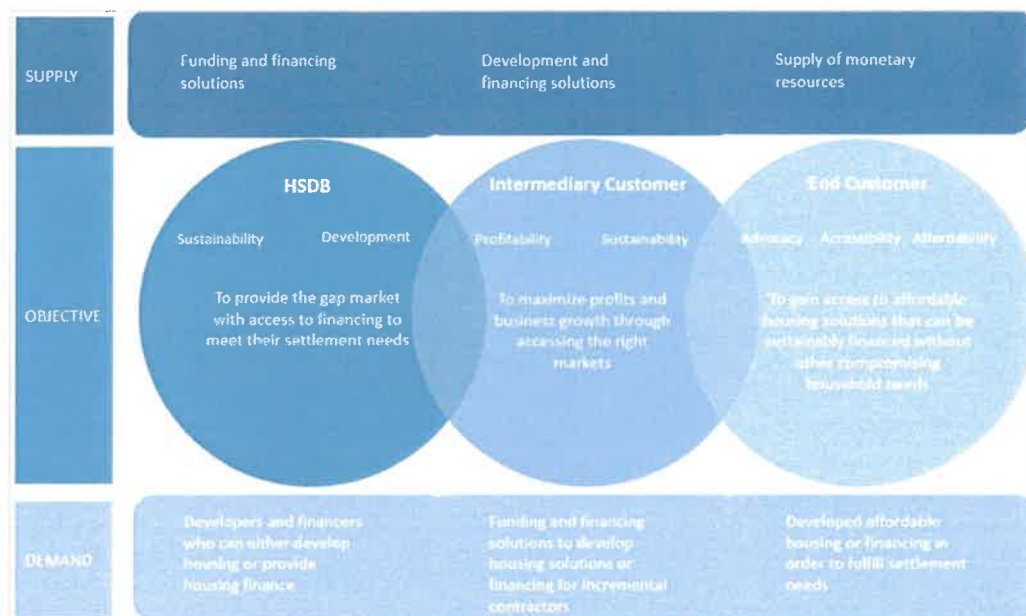 SUPPLY
Funding and financing
solutions
Development and
financing solutions
Supply of monetary
resources
OBJECTIVE
HSDB
Sustainability
Development
To provide the gap market
with access to financing to
meet their settlement needs
Intermediary Customer
Profitability
Sustainability
To maximize profits and
business growth through
accessing the right
markets
End Customer
Advocacy
Accessibility
Affordability
To gain access to affordable
housing solutions that can be
sustainably financed without
other compromising
household needs
DEMAND
Developers and financers
who can either develop
housing or provide
housing finance
Funding and financing
solutions to develop
housing solutions or
financing for incremental
contractors
Developed affordable
housing or financing in
order to fulfill settlement
needs